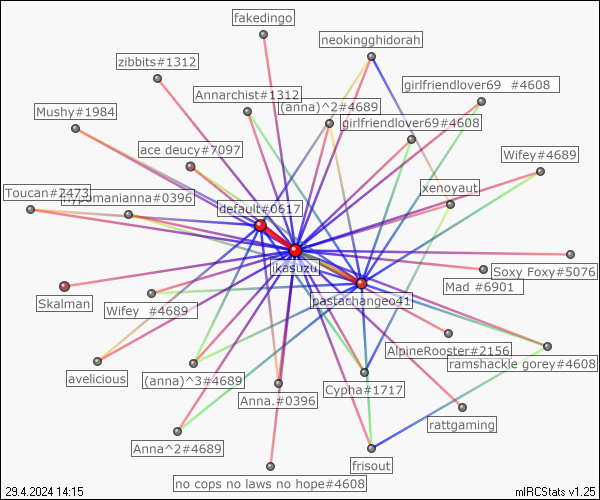 fakedingo
neokingghidorah
zibbits#1312
girlfriendlover69  #4608
Annarchist#1312
(anna)^2#4689
Mushy#1984
girlfriendlover69#4608
ace deucy#7097
Wifey#4689
xenoyaut
Toucan#2473
hypomanianna#0396
default#0617
ikasuzu
Soxy Foxy#5076
Mad #6901
Skalman
pastachangeo41
Wifey  #4689
AlpineRooster#2156
ramshackle gorey#4608
avelicious
(anna)^3#4689
Cypha#1717
Anna.#0396
rattgaming
Anna^2#4689
frisout
no cops no laws no hope#4608
29.4.2024 14:15
mIRCStats v1.25